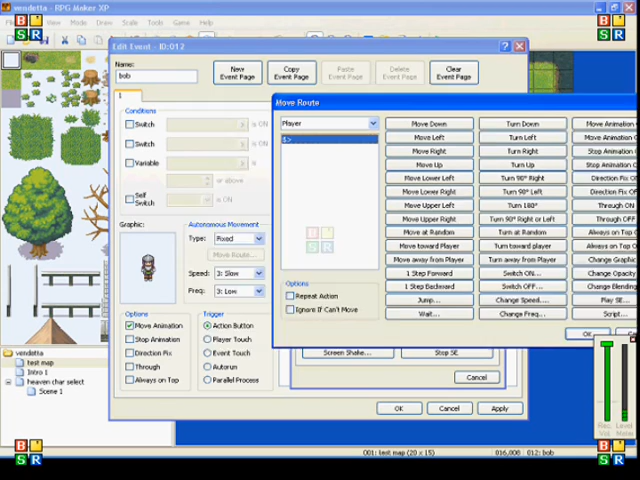 vendetta - RPG Maker XP
View Mode Draw Scale Tools Game Help
Edit Event - ID:012
Name:
bob
New Event Page
Copy Event Page
Paste Event Page
Delete Event Page
Clear Event Page
1
Conditions
Switch is ON
Switch is ON
Variable is
or above
Self Switch
Graphic:
Autonomous Movement
Type: Fixed
Move Route...
Speed: 3: Slow
Freq: 3: Low
Options
Move Animation
Stop Animation
Direction Fix
Through
Always on Top
Trigger
Action Button
Player Touch
Event Touch
Autorun
Parallel Process
Screen Shake...
Stop SE
Cancel
OK
Cancel
Apply
Move Route
Player
Move Down
Move Left
Move Right
Move Up
Move Lower Left
Move Lower Right
Move Upper Left
Move Upper Right
Move at Random
Move toward Player
Move away from Player
1 Step Forward
1 Step Backward
Jump...
Wait...
Turn Down
Turn Left
Turn Right
Turn Up
Turn 90° Right
Turn 90° Left
Turn 180°
Turn 90° Right or Left
Turn at Random
Turn toward Player
Turn away from Player
Switch ON...
Switch OFF...
Change Speed...
Change Freq...
Move Animation
Move Animation
Stop Animation
Stop Animation
Direction Fix
Direction Fix
Through ON
Through OFF
Always on Top
Always on Top
Change Graphic
Change Opacity
Change Blending
Play SE...
Script...
Options
Repeat Action
Ignore If Can't Move
OK
vendetta
test map
Intro 1
heaven char select
Scene 1
001: test map (20 x 15)
016,008
012: bob
B
S R
B
S R
B
S R
B
S R
B
S R